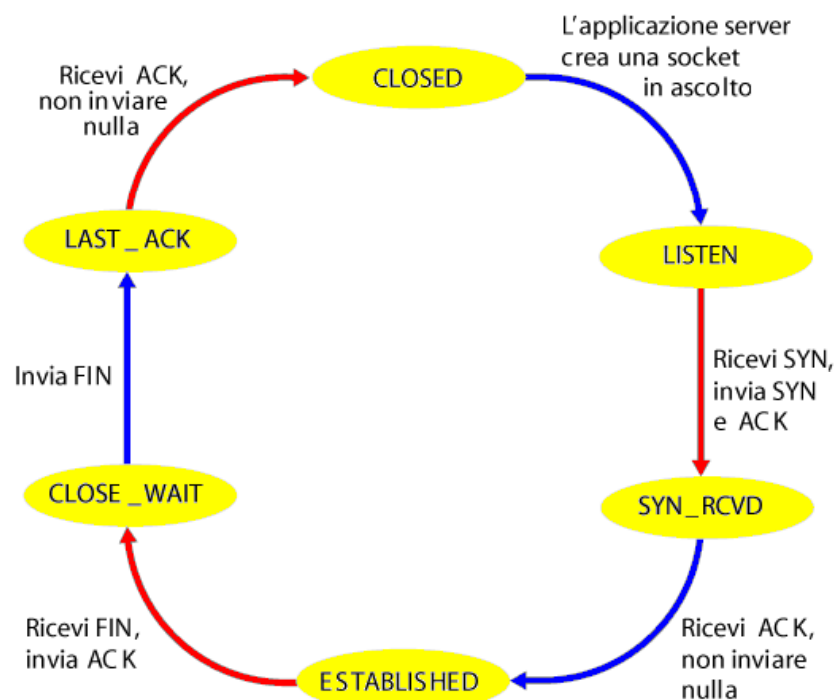 CLOSED
L'applicazione server
crea una socket
in ascolto
LISTEN
Ricevi SYN,
invia SYN
e ACK
SYN_RCVD
Ricevi ACK,
non inviare
nulla
ESTABLISHED
Ricevi FIN,
invia ACK
CLOSE_WAIT
Invia FIN
LAST_ACK
Ricevi ACK,
non inviare
nulla